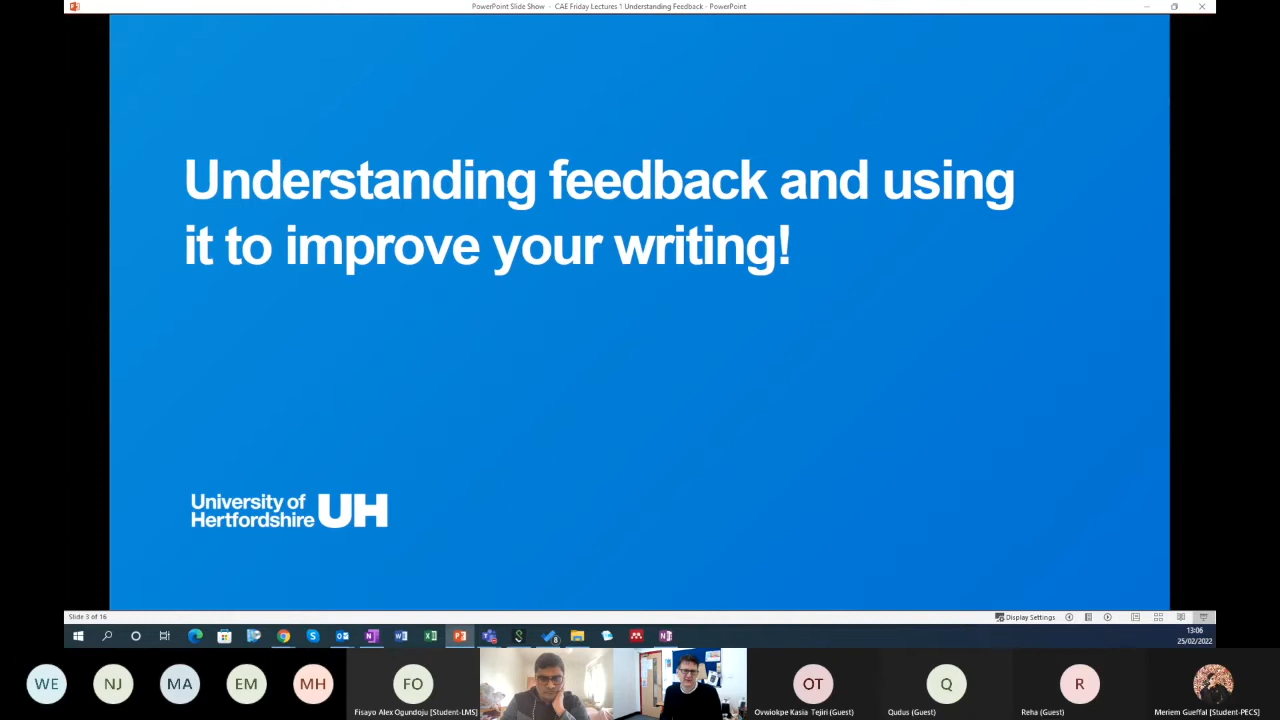 PowerPoint Slide Show - CAE Friday Lectures 1 Understanding Feedback - PowerPoint
Understanding feedback and using
it to improve your writing!
University of
Hertfordshire UH
Slide 3 of 16
Display Settings
13:06
25/02/2022
WE
NJ
MA
EM
MH
FO
OT
Q
R
Fisayo Alex Ogundoju [Student-LMS]
Ovwiokpe Kasia Tejiri (Guest)
Qudus (Guest)
Reha (Guest)
Meriem Gueffal [Student-PECS]